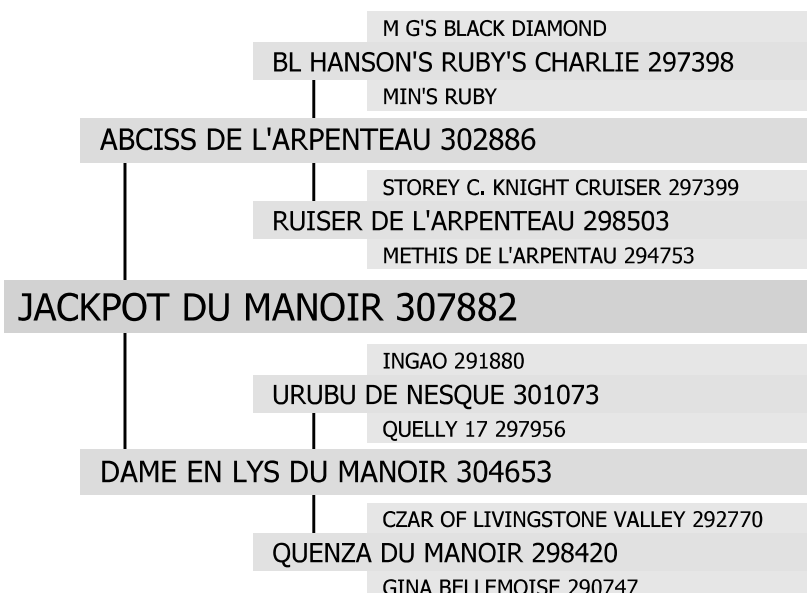 M G'S BLACK DIAMOND
BL HANSON'S RUBY'S CHARLIE 297398
MIN'S RUBY
ABCISS DE L'ARPENTEAU 302886
STOREY C. KNIGHT CRUISER 297399
RUISER DE L'ARPENTEAU 298503
METHIS DE L'ARPENTAU 294753
JACKPOT DU MANOIR 307882
INGAO 291880
URUBU DE NESQUE 301073
QUELLY 17 297956
DAME EN LYS DU MANOIR 304653
CZAR OF LIVINGSTONE VALLEY 292770
QUENZA DU MANOIR 298420
GINA BELLEMOISE 290747